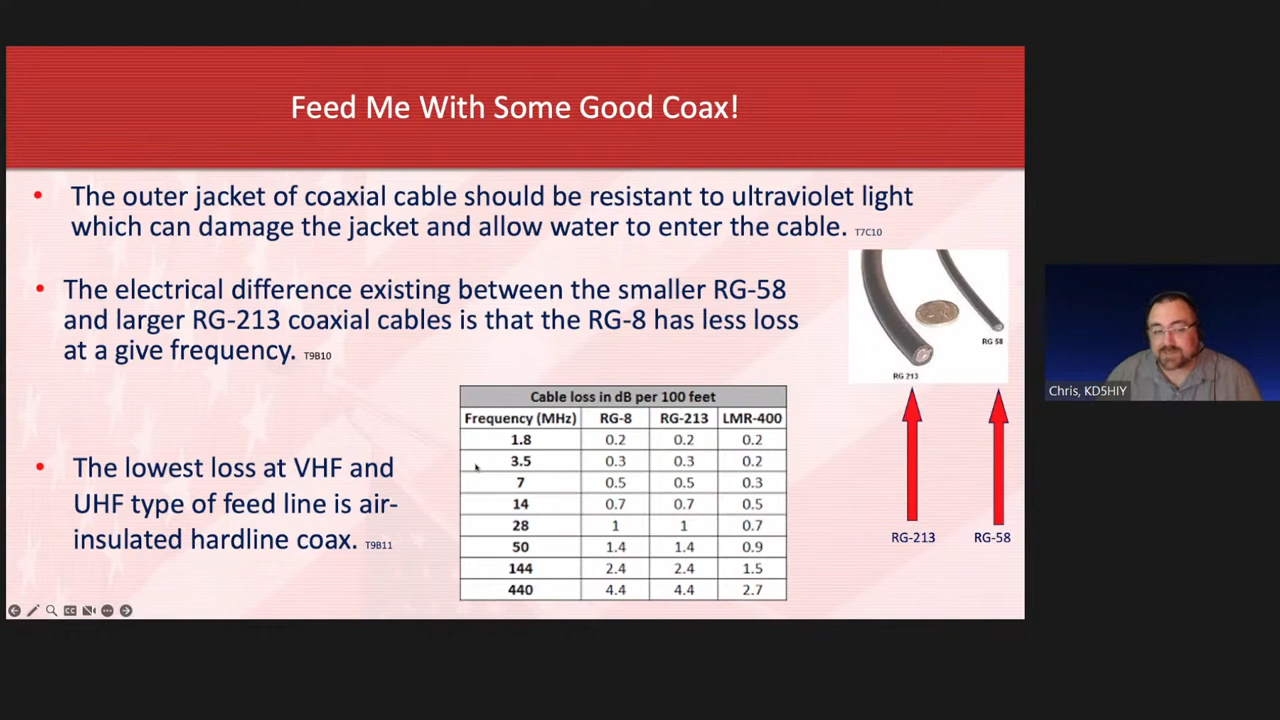 Feed Me With Some Good Coax!
• The outer jacket of coaxial cable should be resistant to ultraviolet light
which can damage the jacket and allow water to enter the cable. T7C10
• The electrical difference existing between the smaller RG-58
and larger RG-213 coaxial cables is that the RG-8 has less loss
at a give frequency. T9B10
RG 58
RG 213
Cable loss in dB per 100 feet
Frequency (MHz) RG-8 RG-213 LMR-400
1.8 0.2 0.2 0.2
3.5 0.3 0.3 0.2
7 0.5 0.5 0.3
14 0.7 0.7 0.5
28 1 1 0.7
50 1.4 1.4 0.9
144 2.4 2.4 1.5
440 4.4 4.4 2.7
• The lowest loss at VHF and
UHF type of feed line is air-
insulated hardline coax. T9B11
RG-213 RG-58
Chris, KD5HIY
CC